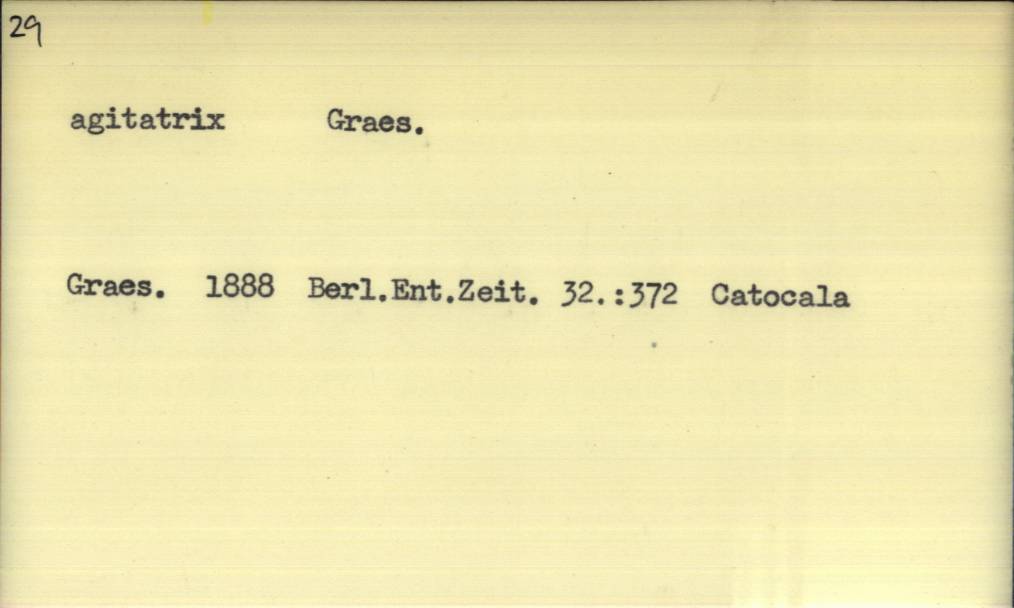 29
agitatrix Graes.
Graes. 1888 Berl.Ent.Zeit. 32.:372 Catocala